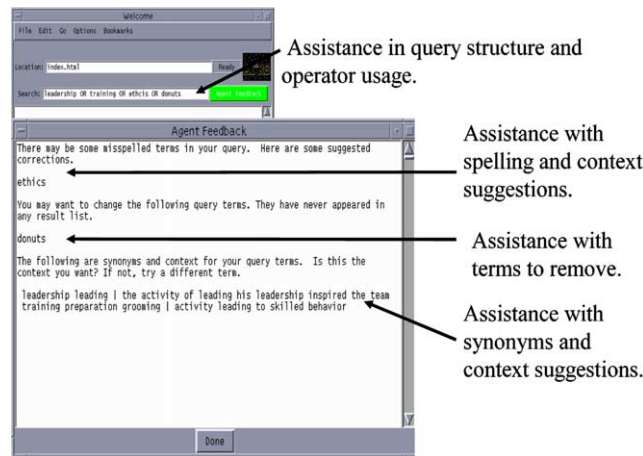 Welcome
File Edit Go Options Bookmarks
Location: index.html Ready
Search: leadership OR training OR ethcis OR donuts Agent Feedback
Assistance in query structure and
operator usage.
Agent Feedback
There may be some misspelled terms in your query. Here are some suggested
corrections.
ethics
You may want to change the following query terms. They have never appeared in
any result list.
donuts
The following are synonyms and context for your query terms. Is this the
context you want? If not, try a different term.
leadership leading | the activity of leading his leadership inspired the team
training preparation grooming | activity leading to skilled behavior
Done
Assistance with
spelling and context
suggestions.
Assistance with
terms to remove.
Assistance with
synonyms and
context suggestions.